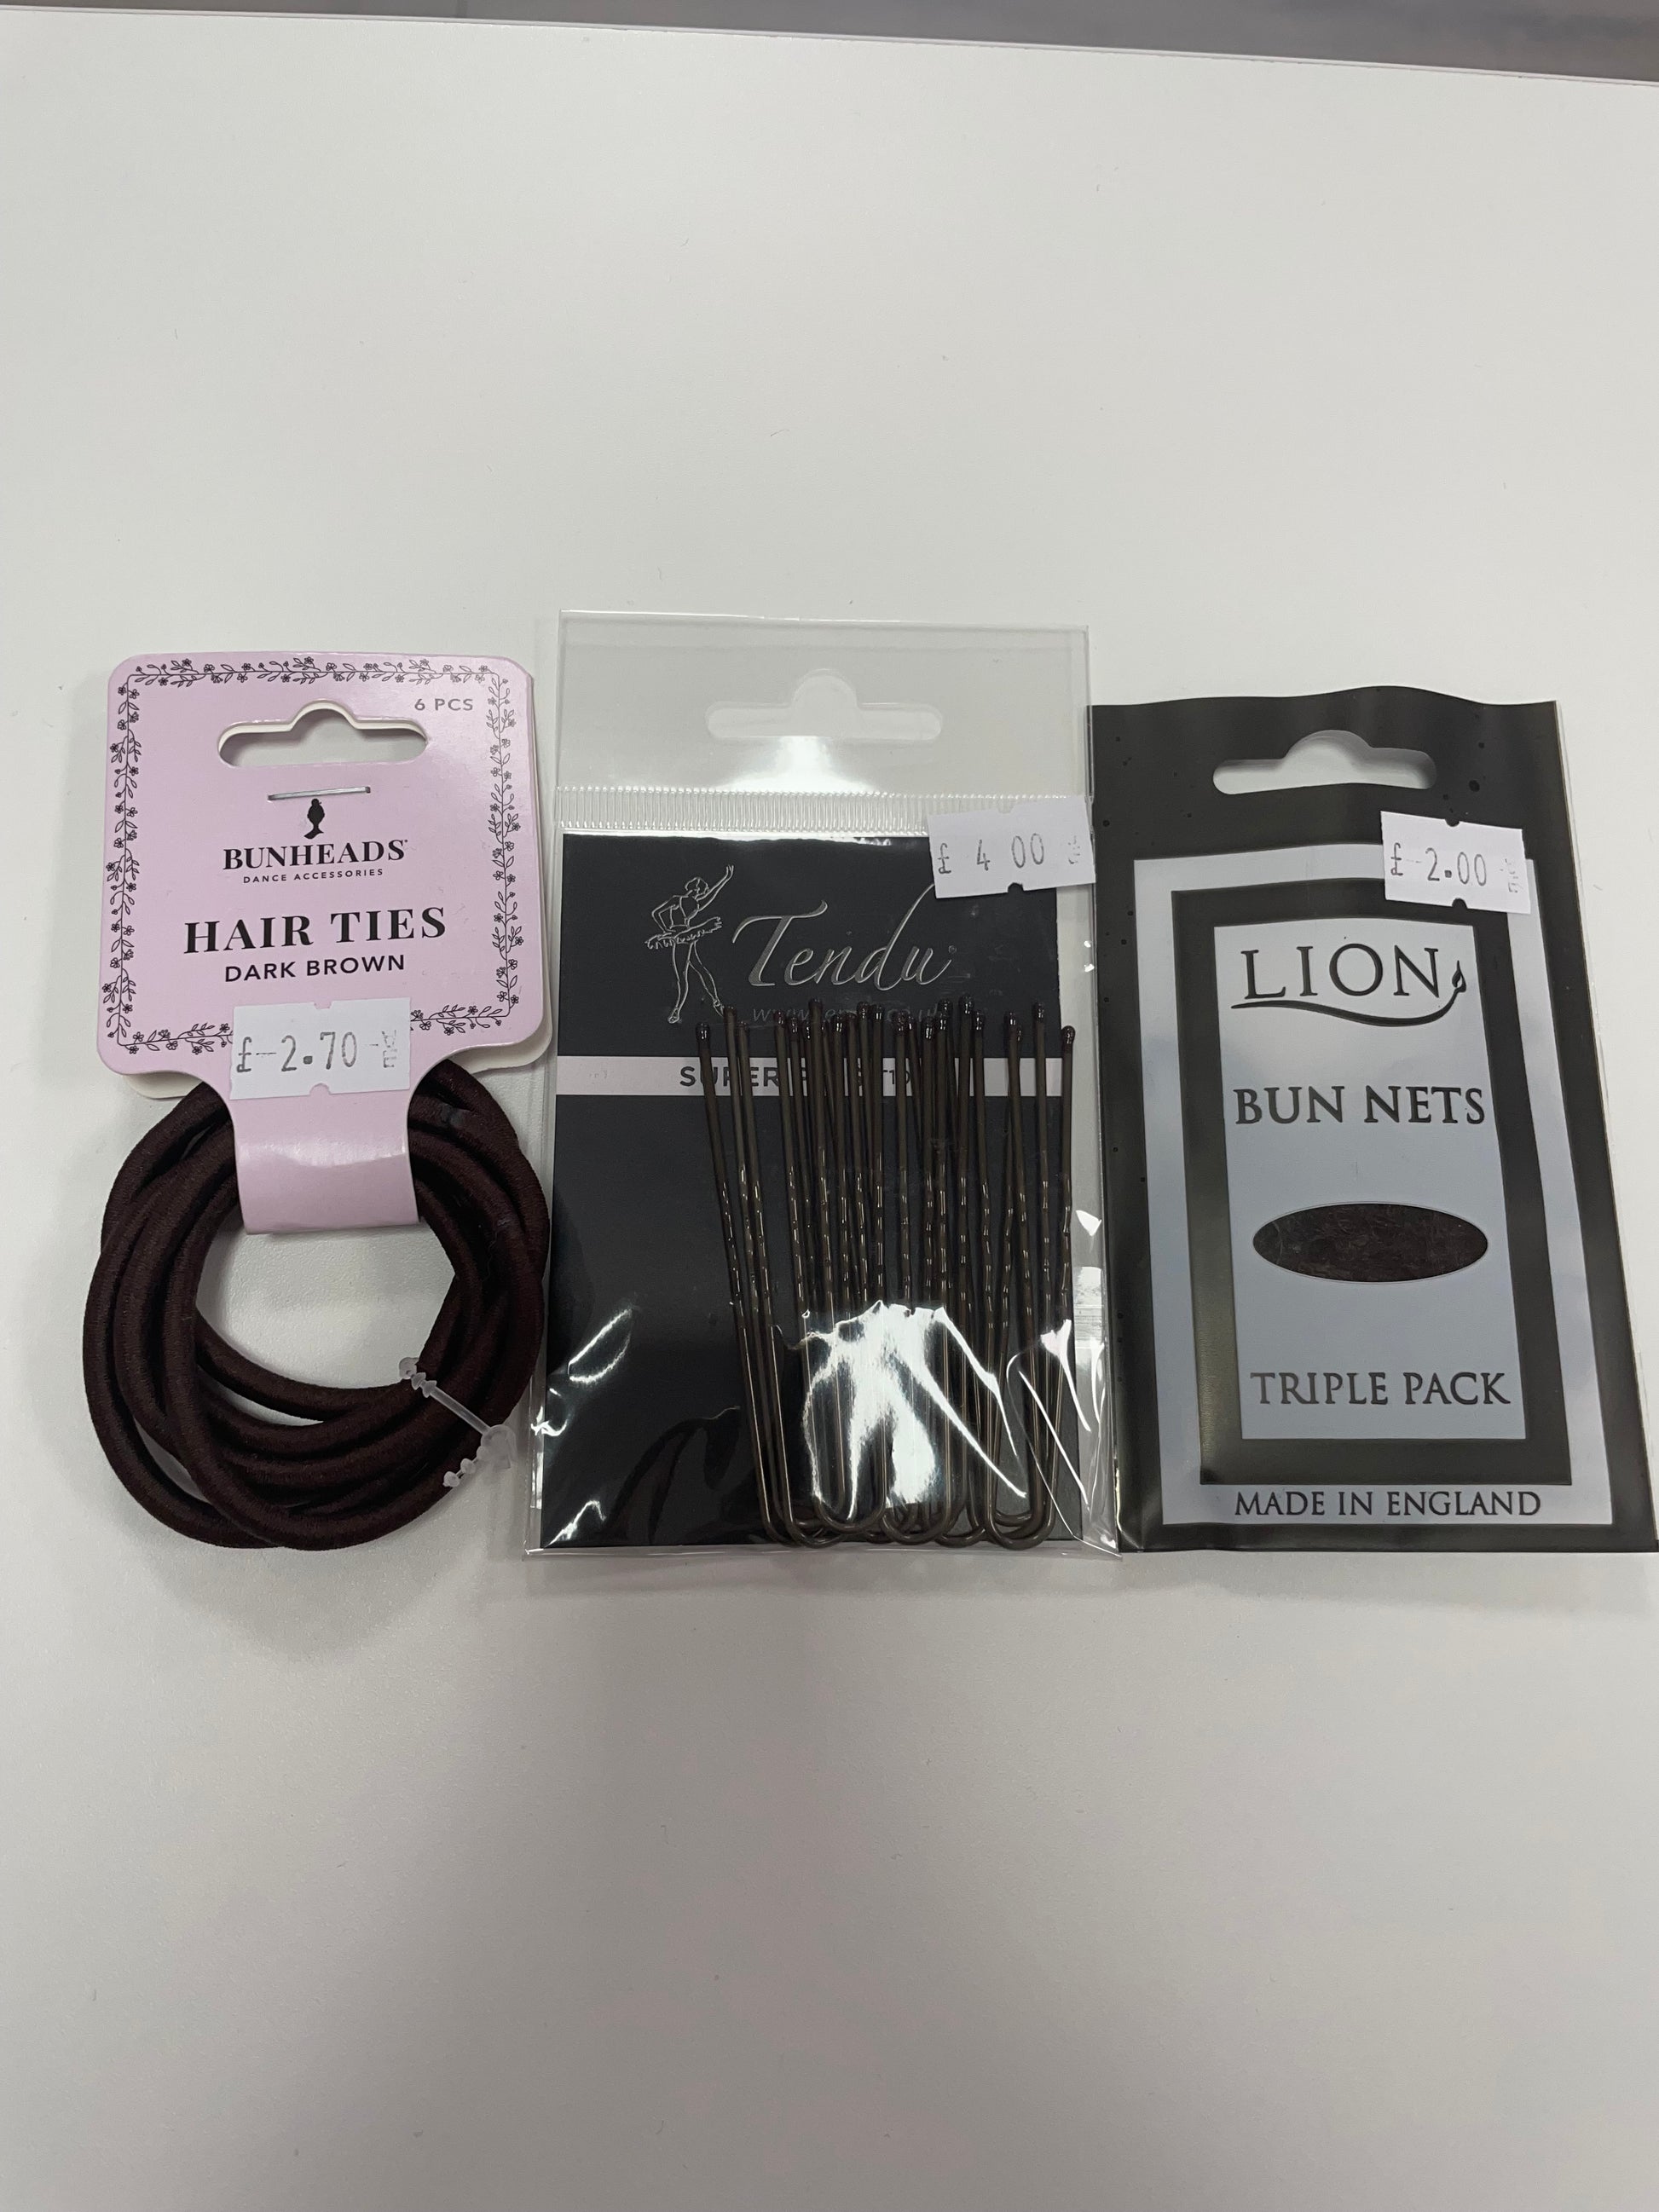 6 PCS
BUNHEADS
DANCE ACCESSORIES
HAIR TIES
DARK BROWN
£ 2.70
£ 4 00
Tendu
SUPER
£ 2.00
LION
BUN NETS
TRIPLE PACK
MADE IN ENGLAND